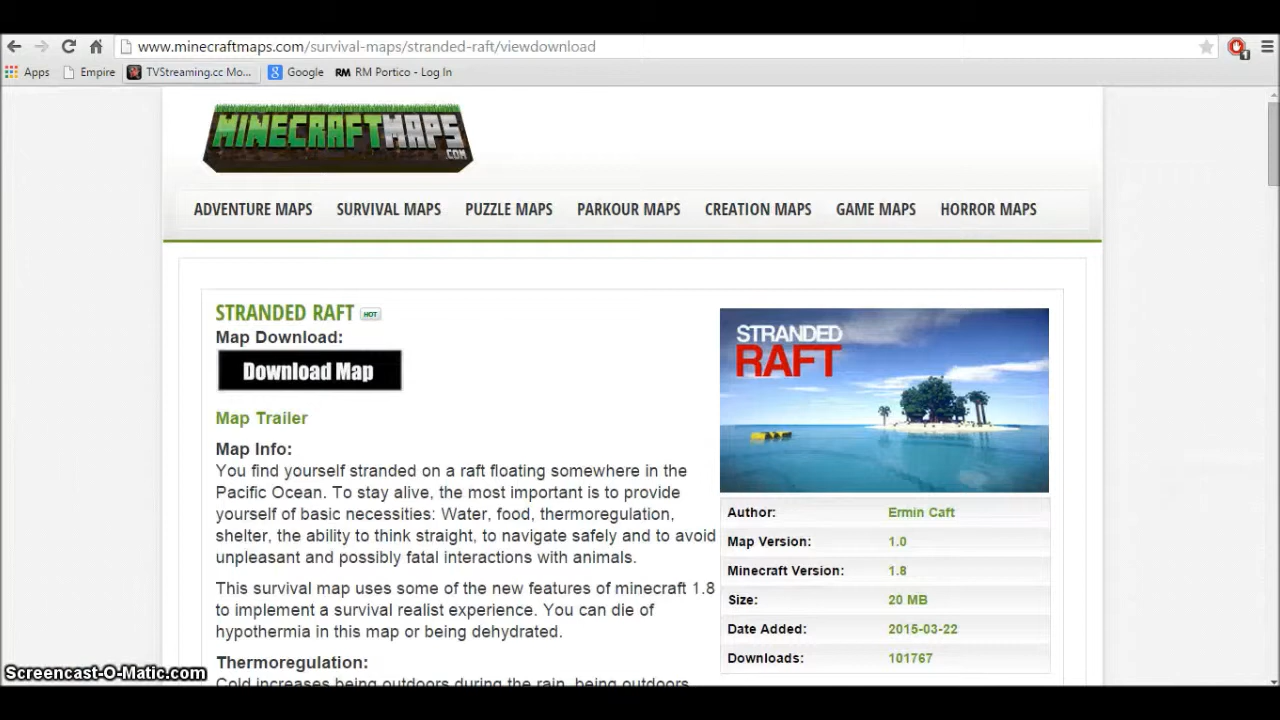 www.minecraftmaps.com/survival-maps/stranded-raft/viewdownload
1
Apps Empire TVStreaming.cc Mo... Google RM RM Portico - Log In
MINECRAFTMAPS
.COM
ADVENTURE MAPS SURVIVAL MAPS PUZZLE MAPS PARKOUR MAPS CREATION MAPS GAME MAPS HORROR MAPS
STRANDED RAFT HOT
Map Download:
Download Map
Map Trailer
Map Info:
You find yourself stranded on a raft floating somewhere in the
Pacific Ocean. To stay alive, the most important is to provide
yourself of basic necessities: Water, food, thermoregulation,
shelter, the ability to think straight, to navigate safely and to avoid
unpleasant and possibly fatal interactions with animals.
This survival map uses some of the new features of minecraft 1.8
to implement a survival realist experience. You can die of
hypothermia in this map or being dehydrated.
Thermoregulation:
Cold increases being outdoors during the rain, being outdoors
STRANDED
RAFT
Author: Ermin Caft
Map Version: 1.0
Minecraft Version: 1.8
Size: 20 MB
Date Added: 2015-03-22
Downloads: 101767
Screencast-O-Matic.com